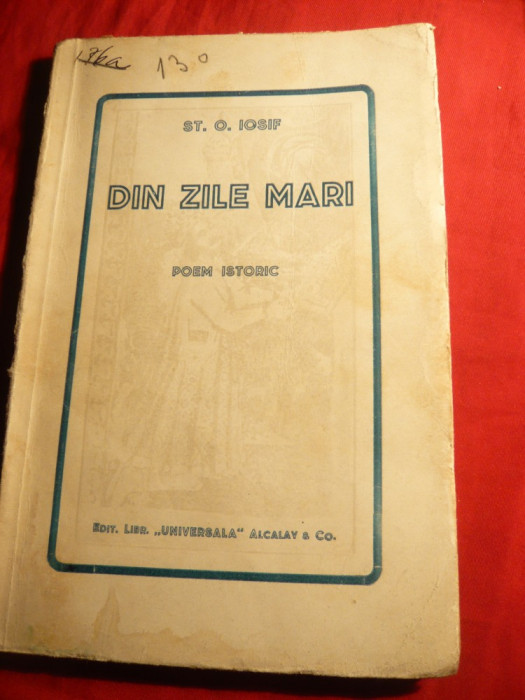 130
ST. O. IOSIF
DIN ZILE MARI
POEM ISTORIC
EDIT. LIBR. „UNIVERSALA" ALCALAY & Co.